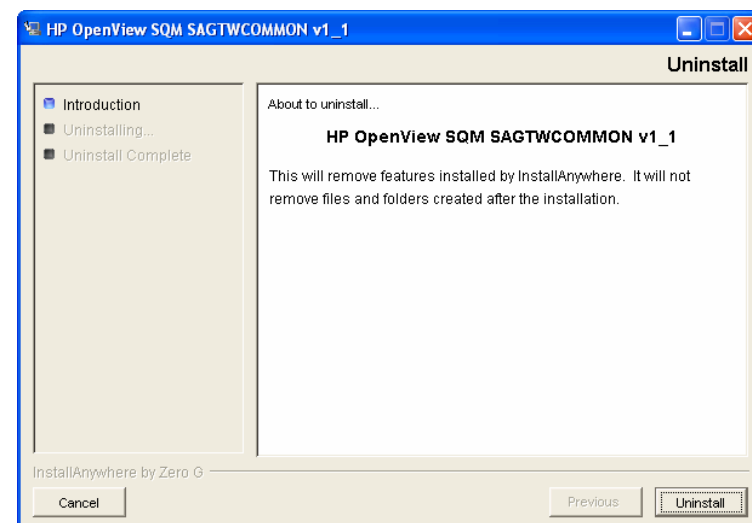 HP OpenView SQM SAGTWCOMMON v1_1
Uninstall
Introduction
Uninstalling...
Uninstall Complete
About to uninstall...
HP OpenView SQM SAGTWCOMMON v1_1
This will remove features installed by InstallAnywhere. It will not
remove files and folders created after the installation.
InstallAnywhere by Zero G
Cancel
Previous
Uninstall